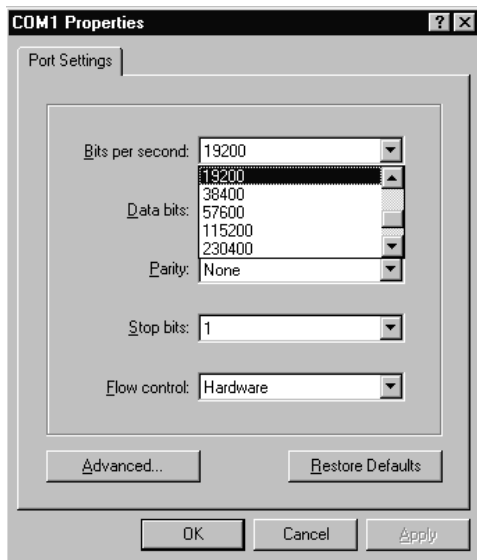 COM1 Properties
Port Settings
Bits per second: 19200
19200
38400
Data bits: 57600
115200
230400
Parity: None
Stop bits: 1
Flow control: Hardware
Advanced... Restore Defaults
OK Cancel Apply